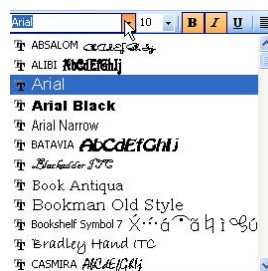 Arial 10 B I U
ABSALOM
ALIBI AbCdEfGhIj
Arial
Arial Black
Arial Narrow
BATAVIA AbCdEfGhIj
Blackadder ITC
Book Antiqua
Bookman Old Style
Bookshelf Symbol 7
Bradley Hand ITC
CASMIRA AbCdEfGhIj